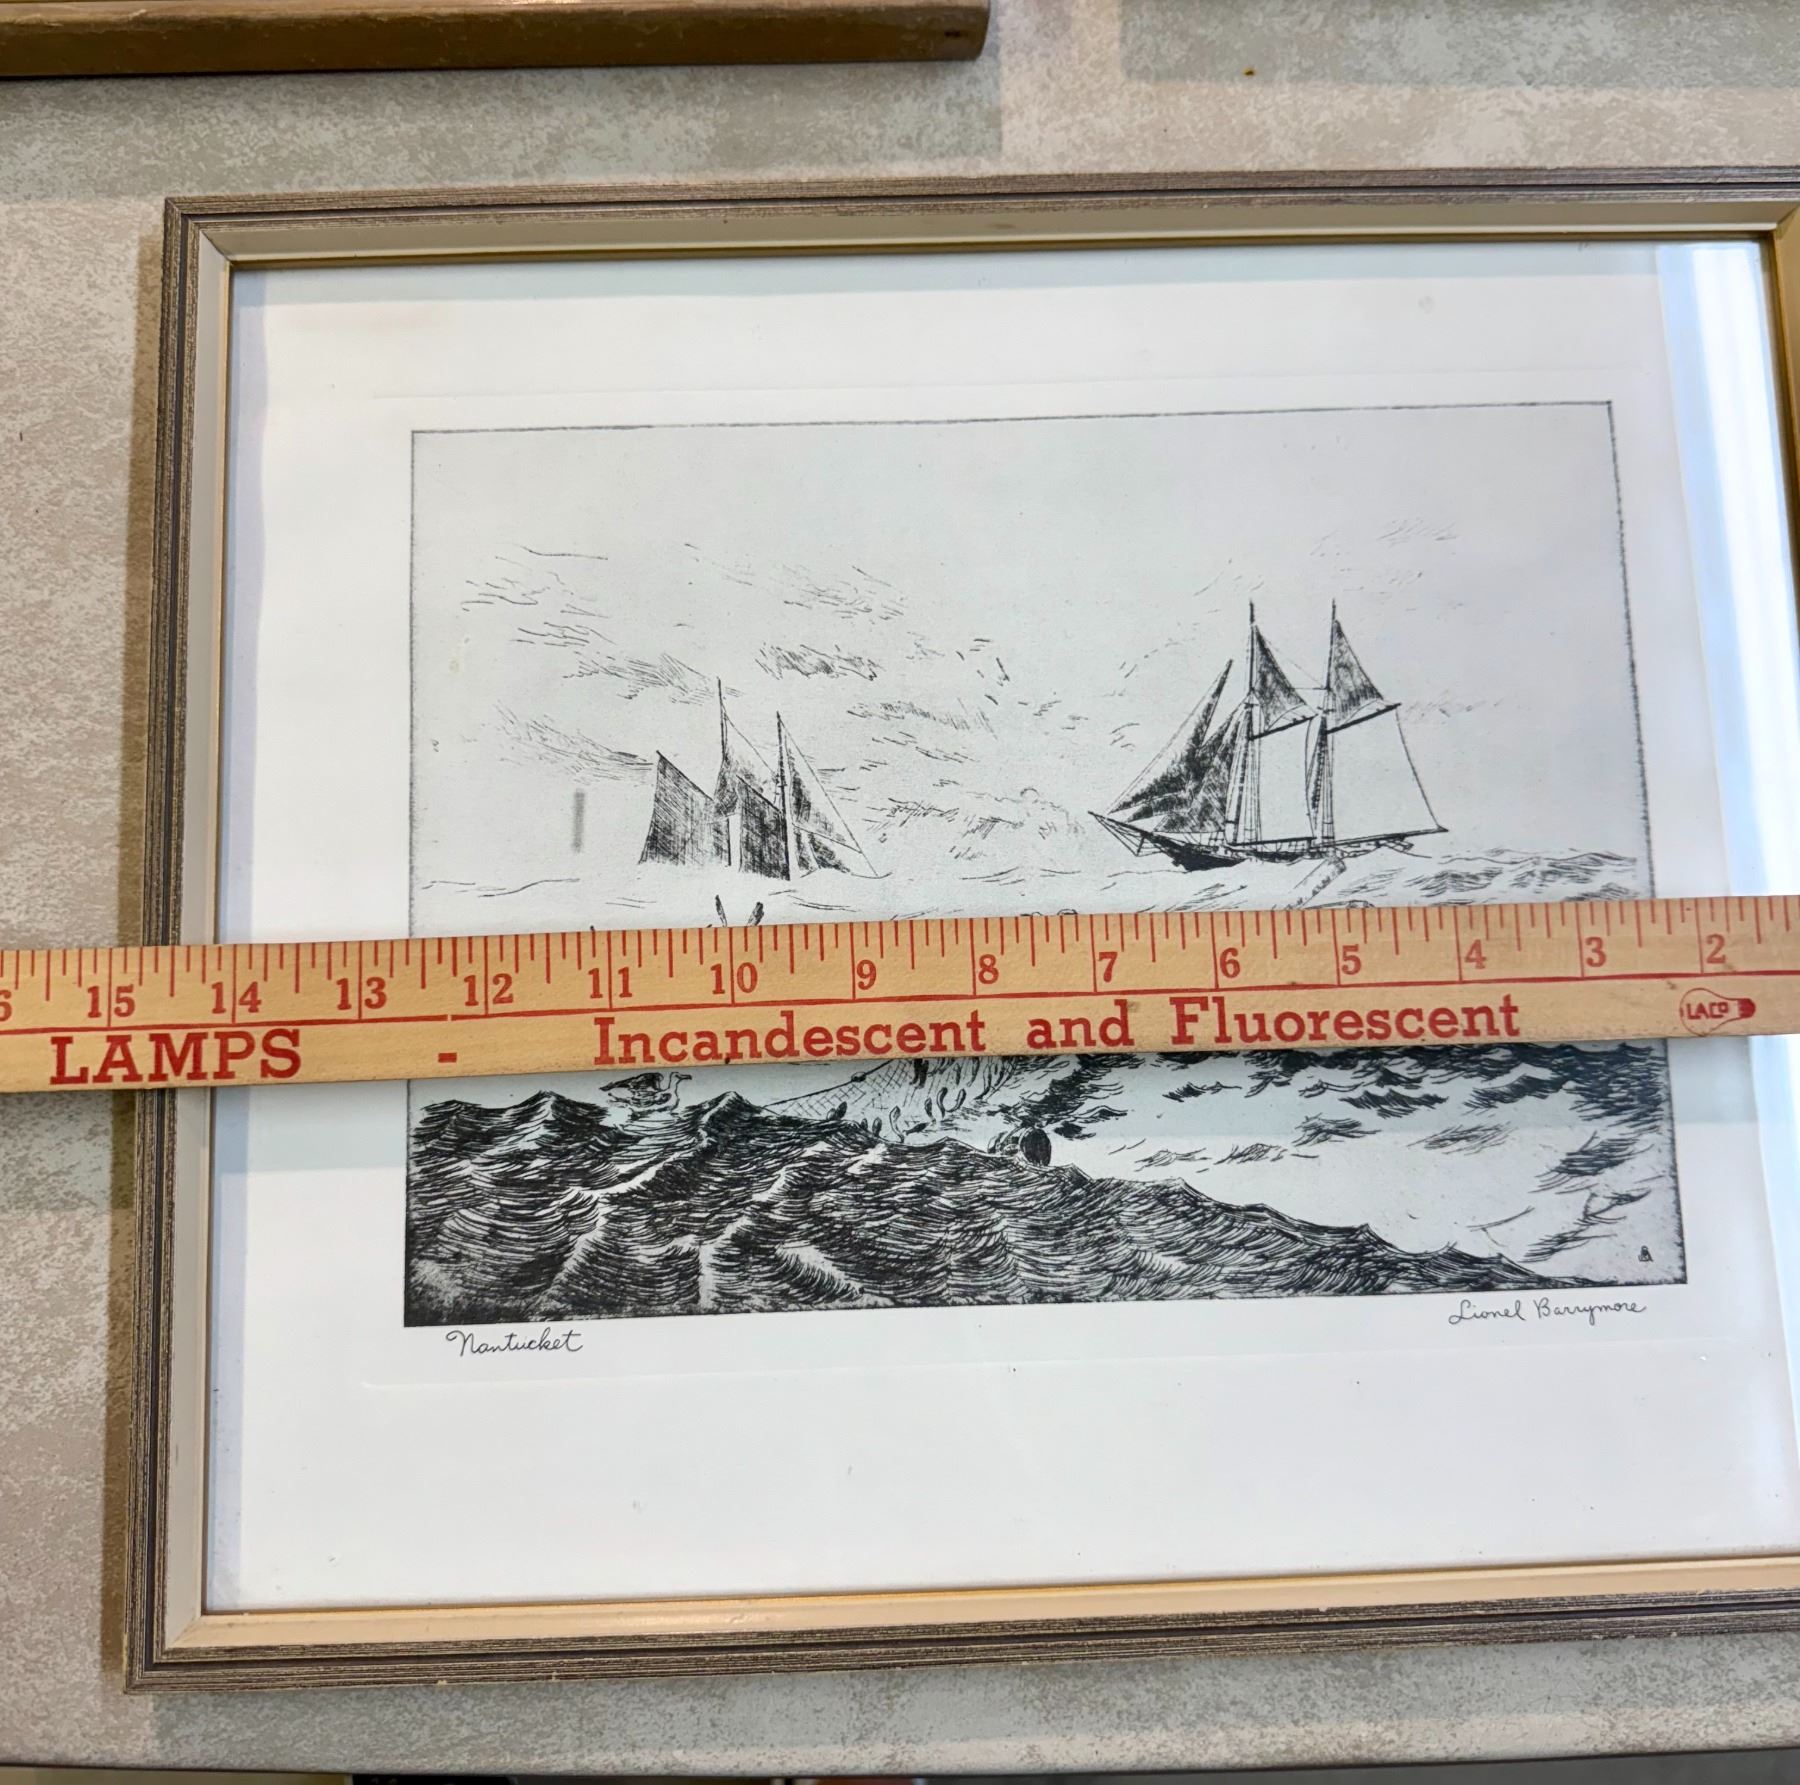 15 14 13 12 11 10 9 8 7 6 5 4 3 2
LAMPS - Incandescent and Fluorescent LACO
Nantucket
Lionel Barrymore